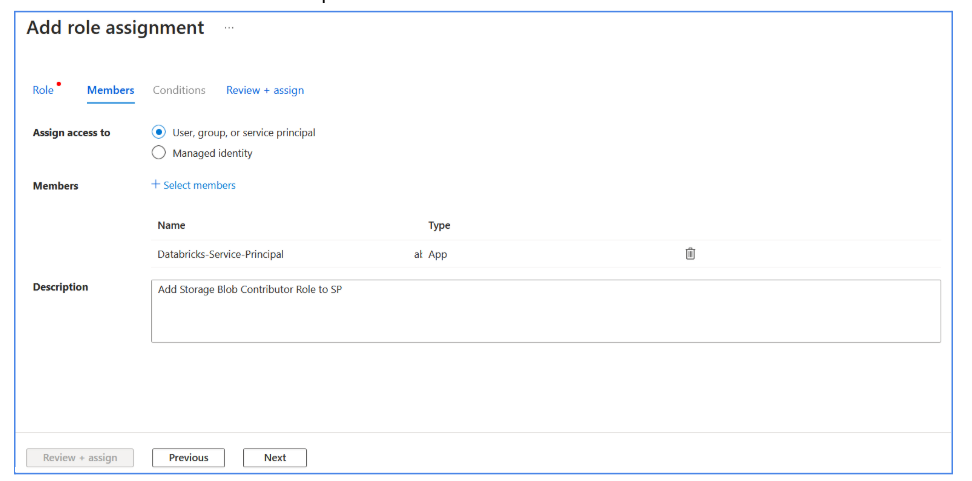 Add role assignment ...
Role Members Conditions Review + assign
Assign access to User, group, or service principal
Managed identity
Members + Select members
Name Type
Databricks-Service-Principal App
Description Add Storage Blob Contributor Role to SP
Review + assign Previous Next